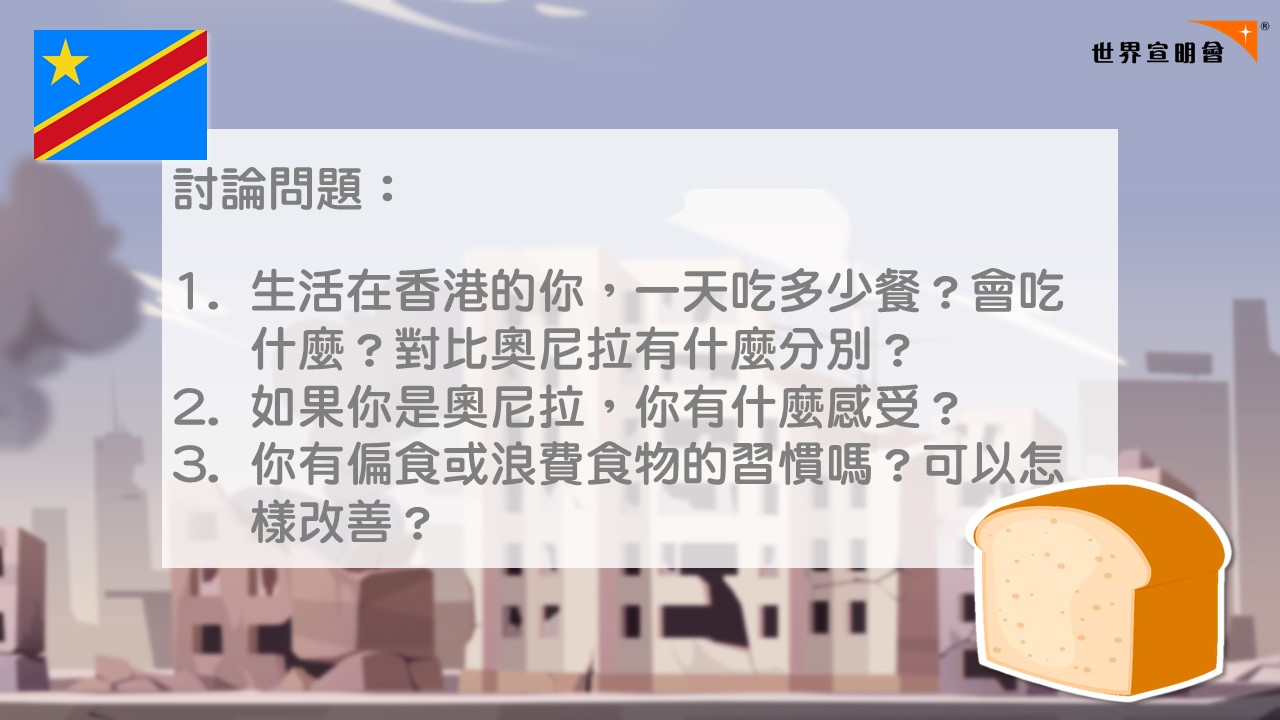 世界宣明會®
討論問題：
1. 生活在香港的你，一天吃多少餐？會吃
什麼？對比奧尼拉有什麼分別？
2. 如果你是奧尼拉，你有什麼感受？
3. 你有偏食或浪費食物的習慣嗎？可以怎
樣改善？